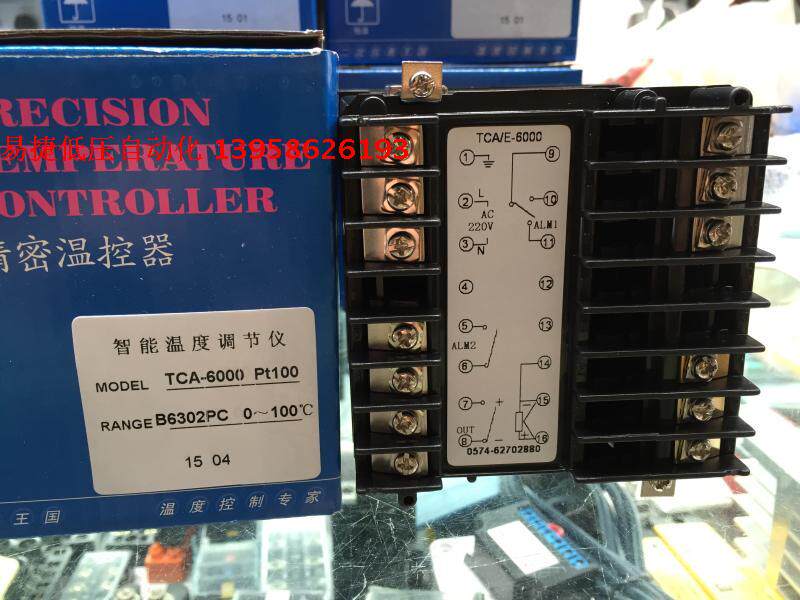 15 01
15 01
RECISION
易捷低压自动化 13958626193
TEMPERATURE
ONTROLLER
精密温控器
智能温度调节仪
MODEL TCA-6000 Pt100
RANGE B6302PC 0～100℃
15 04
王国 温度控制专家
TCA/E-6000
1 9
2 L 10
AC
220V ALM1
3 N 11
4 12
5 13
ALM2
6 14
7 + 15
OUT
8 − 16
0574-62702880